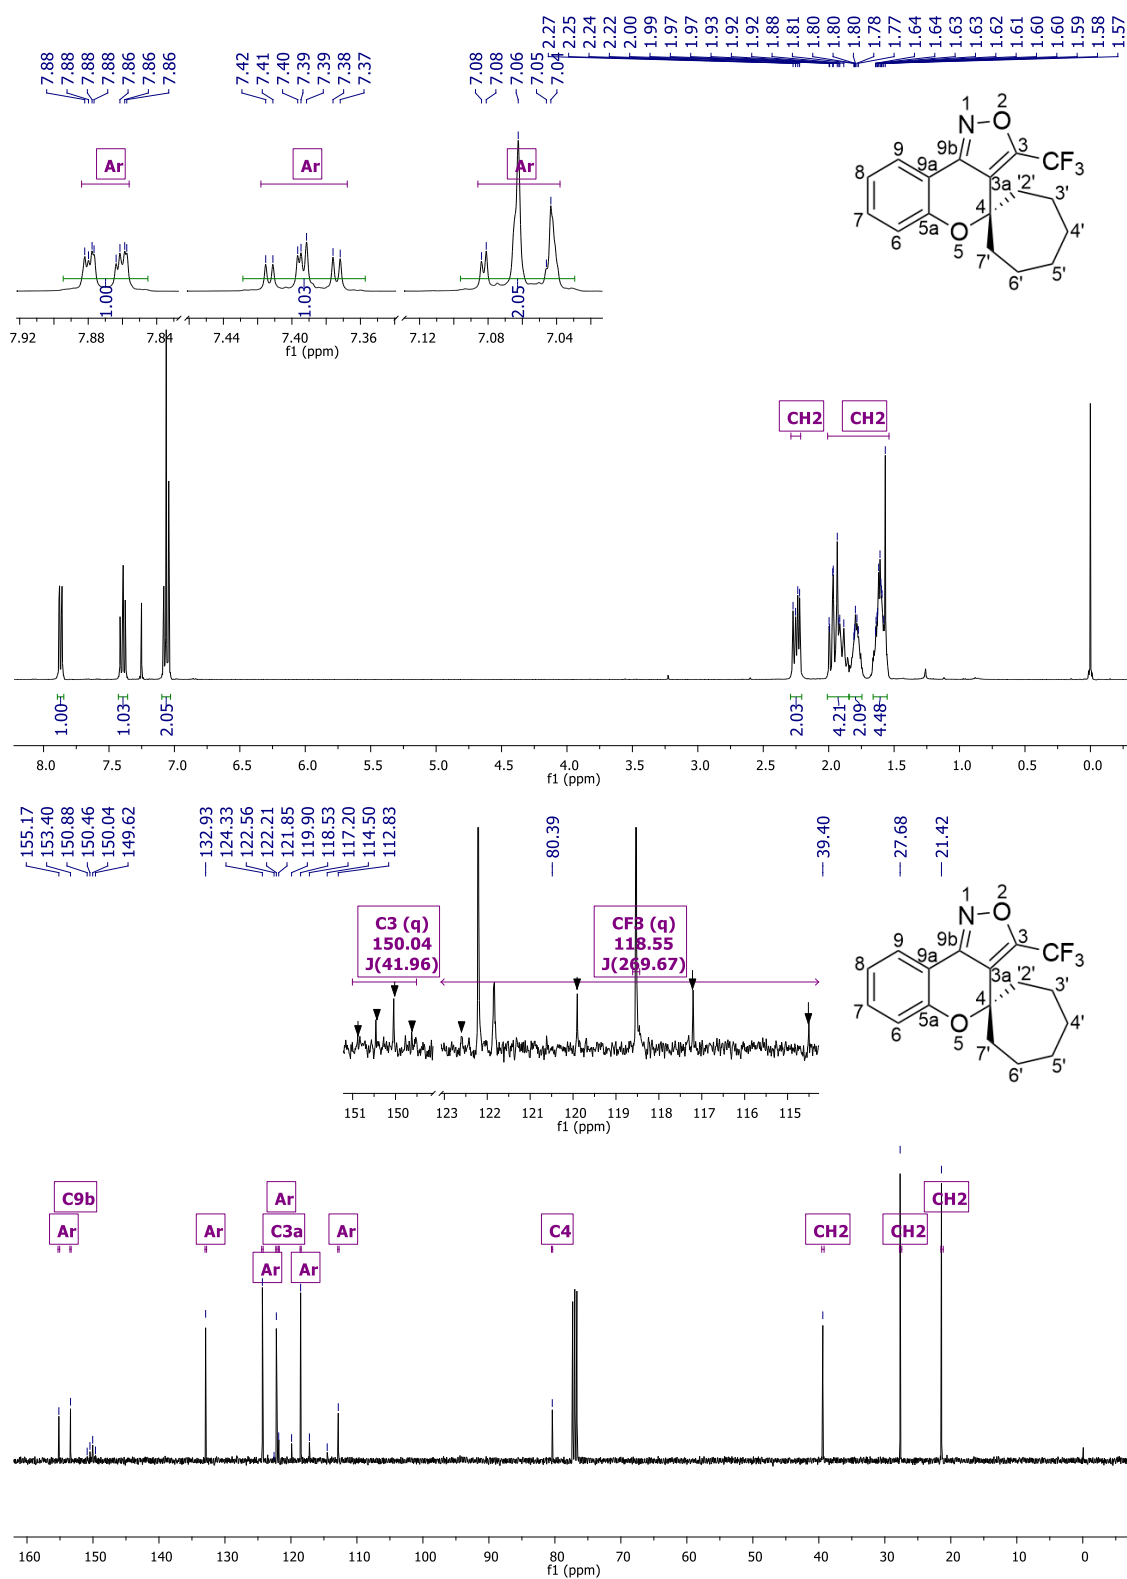 7.88
7.88
7.88
7.88
7.86
7.86
7.86
7.42
7.41
7.40
7.39
7.39
7.38
7.37
7.08
7.08
7.06
7.05
7.04
2.27
2.25
2.24
2.22
2.00
1.99
1.97
1.97
1.93
1.92
1.92
1.88
1.81
1.80
1.80
1.80
1.78
1.77
1.64
1.64
1.63
1.63
1.62
1.61
1.60
1.60
1.59
1.58
1.57
Ar
Ar
Ar
1.00
1.03
2.05
7.92 7.88 7.84 7.44 7.40 7.36 7.12 7.08 7.04
f1 (ppm)
1 2
N O
9 9b 3
8 9a CF3
3a 2' 3'
7 4 4'
5a O
6 5 7' 5'
6'
CH2 CH2
1.00
1.03
2.05
2.03
4.21
2.09
4.48
8.0 7.5 7.0 6.5 6.0 5.5 5.0 4.5 4.0 3.5 3.0 2.5 2.0 1.5 1.0 0.5 0.0
f1 (ppm)
155.17
153.40
150.88
150.46
150.04
149.62
132.93
124.33
122.56
122.21
121.85
119.90
118.53
117.20
114.50
112.83
80.39
39.40
27.68
21.42
C3 (q)
150.04
J(41.96)
CF3 (q)
118.55
J(269.67)
151 150 123 122 121 120 119 118 117 116 115
f1 (ppm)
1 2
N O
9 9b 3
8 9a CF3
3a 2' 3'
7 4 4'
5a O
6 5 7' 5'
6'
C9b Ar CH2
Ar Ar C3a Ar C4 CH2 CH2
Ar Ar
160 150 140 130 120 110 100 90 80 70 60 50 40 30 20 10 0
f1 (ppm)